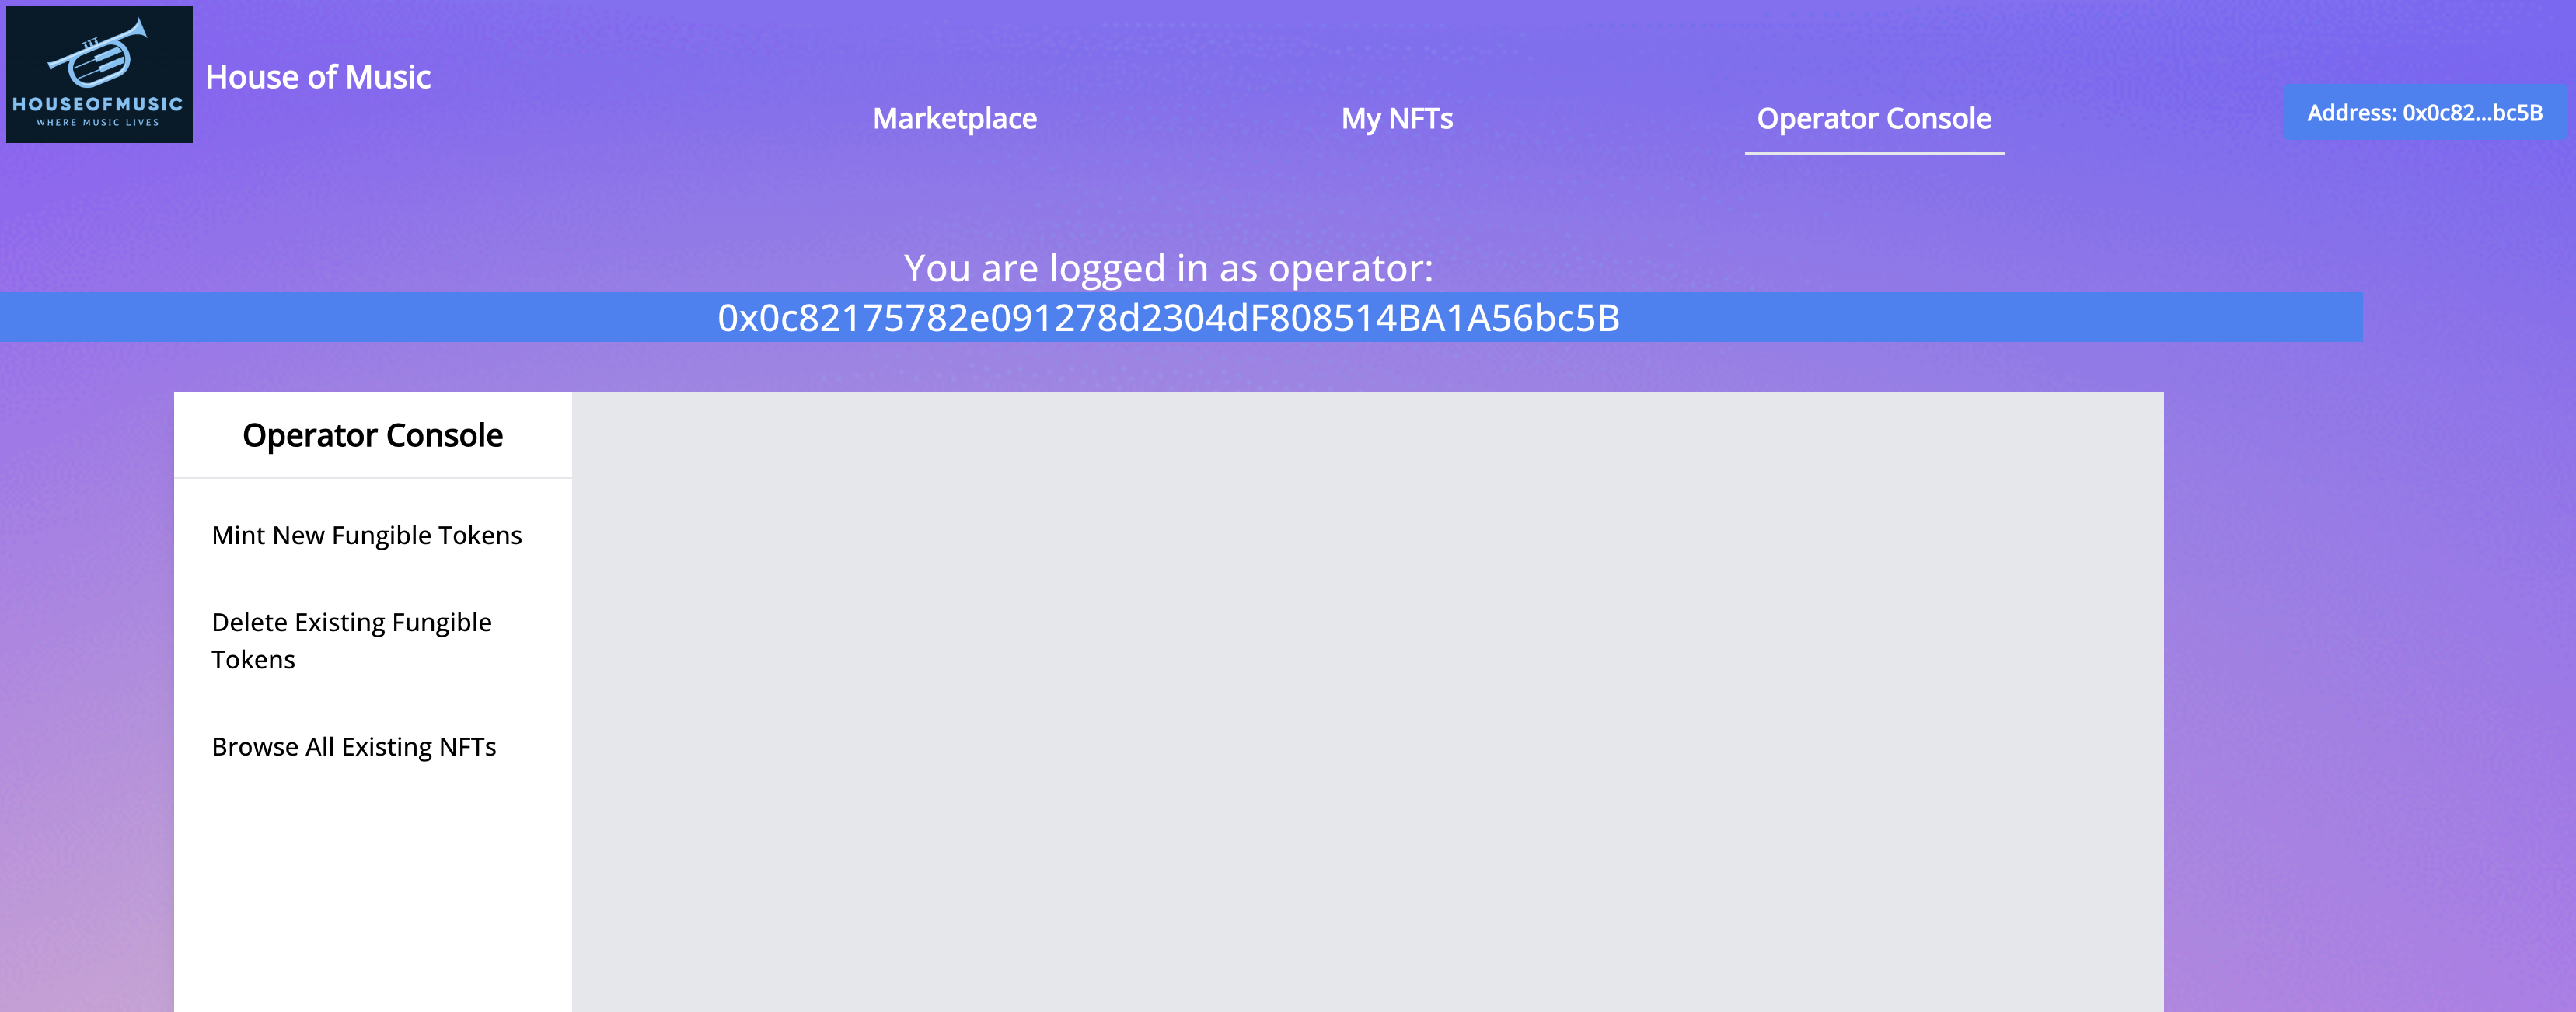 HOUSEOFMUSIC
WHERE MUSIC LIVES
House of Music
Marketplace
My NFTs
Operator Console
Address: 0x0c82...bc5B
You are logged in as operator:
0x0c82175782e091278d2304dF808514BA1A56bc5B
Operator Console
Mint New Fungible Tokens
Delete Existing Fungible
Tokens
Browse All Existing NFTs